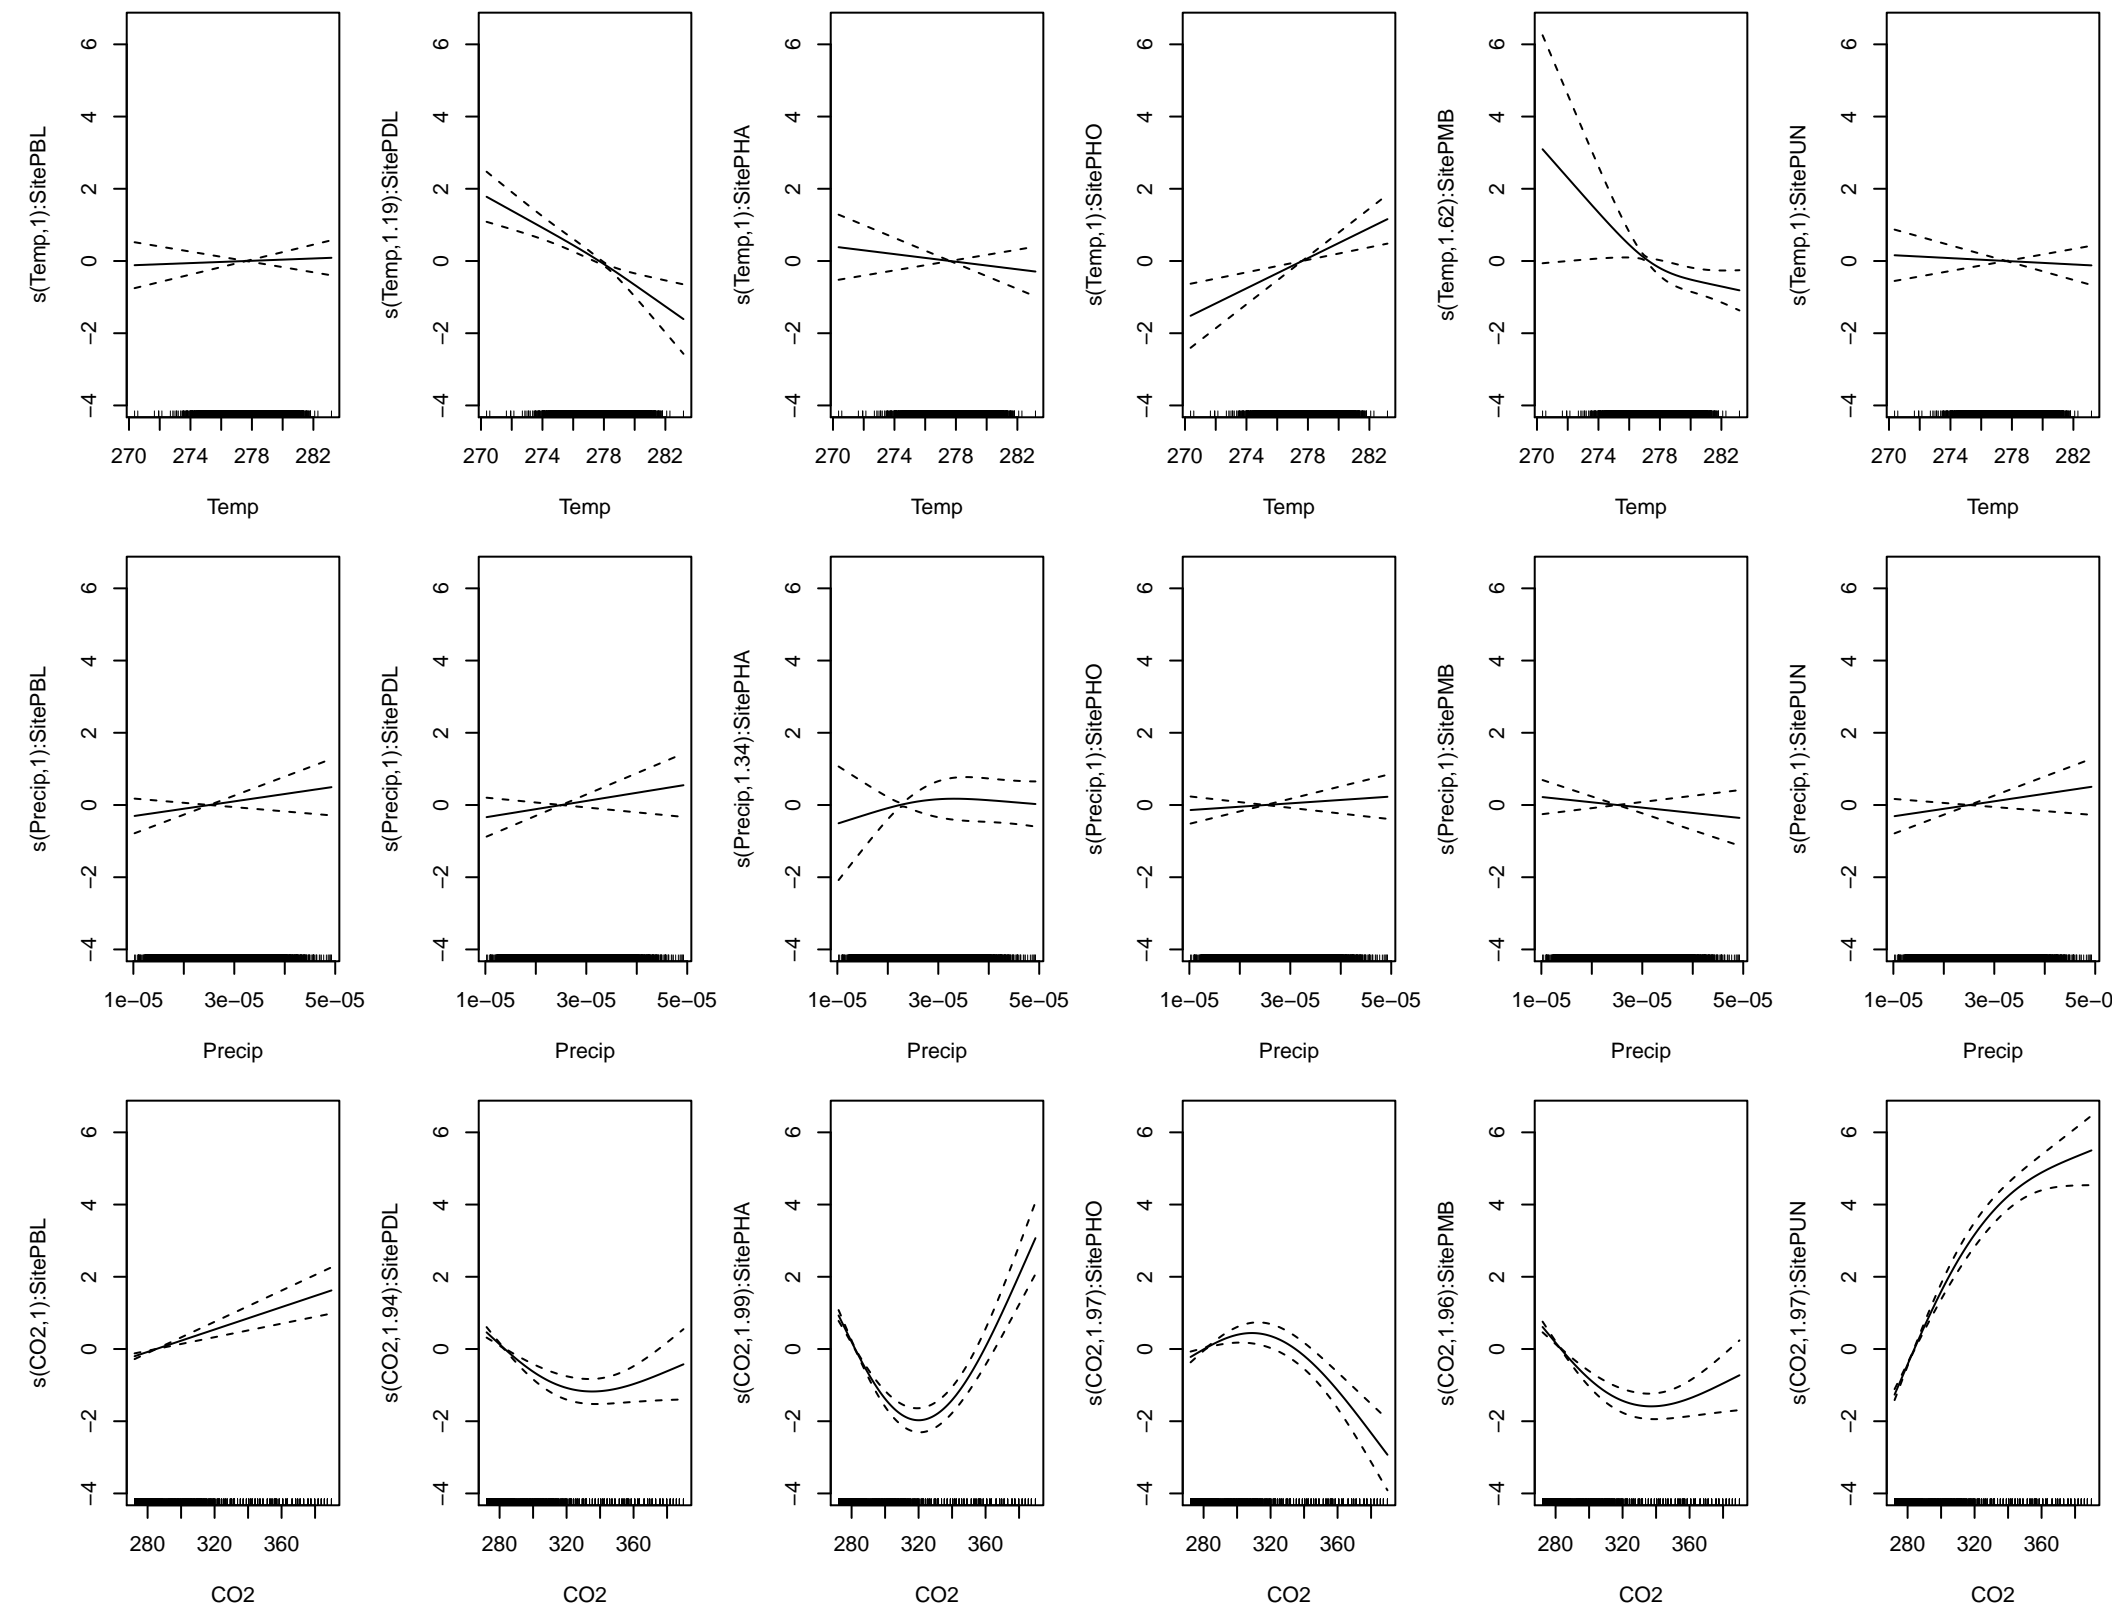 s(Temp,1):SitePBL
6
4
2
0
−2
−4
270 274 278 282
Temp
s(Temp,1.19):SitePDL
6
4
2
0
−2
−4
270 274 278 282
Temp
s(Temp,1):SitePHA
6
4
2
0
−2
−4
270 274 278 282
Temp
s(Temp,1):SitePHO
6
4
2
0
−2
−4
270 274 278 282
Temp
s(Temp,1.62):SitePMB
6
4
2
0
−2
−4
270 274 278 282
Temp
s(Temp,1):SitePUN
6
4
2
0
−2
−4
270 274 278 282
Temp
s(Precip,1):SitePBL
6
4
2
0
−2
−4
1e−05 3e−05 5e−05
Precip
s(Precip,1):SitePDL
6
4
2
0
−2
−4
1e−05 3e−05 5e−05
Precip
s(Precip,1.34):SitePHA
6
4
2
0
−2
−4
1e−05 3e−05 5e−05
Precip
s(Precip,1):SitePHO
6
4
2
0
−2
−4
1e−05 3e−05 5e−05
Precip
s(Precip,1):SitePMB
6
4
2
0
−2
−4
1e−05 3e−05 5e−05
Precip
s(Precip,1):SitePUN
6
4
2
0
−2
−4
1e−05 3e−05 5e−0
Precip
s(CO2,1):SitePBL
6
4
2
0
−2
−4
280 320 360
CO2
s(CO2,1.94):SitePDL
6
4
2
0
−2
−4
280 320 360
CO2
s(CO2,1.99):SitePHA
6
4
2
0
−2
−4
280 320 360
CO2
s(CO2,1.97):SitePHO
6
4
2
0
−2
−4
280 320 360
CO2
s(CO2,1.96):SitePMB
6
4
2
0
−2
−4
280 320 360
CO2
s(CO2,1.97):SitePUN
6
4
2
0
−2
−4
280 320 360
CO2